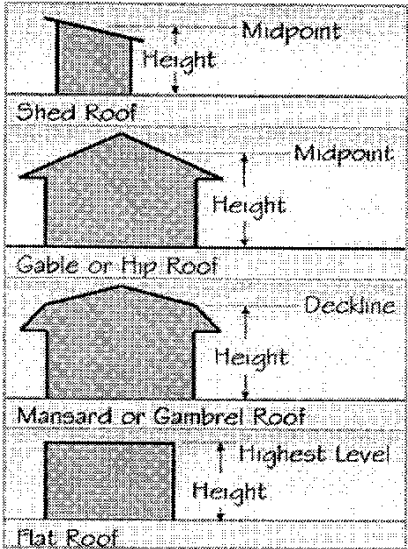 Midpoint
Height
Shed Roof
Midpoint
Height
Gable or Hip Roof
Deckline
Height
Mansard or Gambrel Roof
Highest Level
Height
Flat Roof